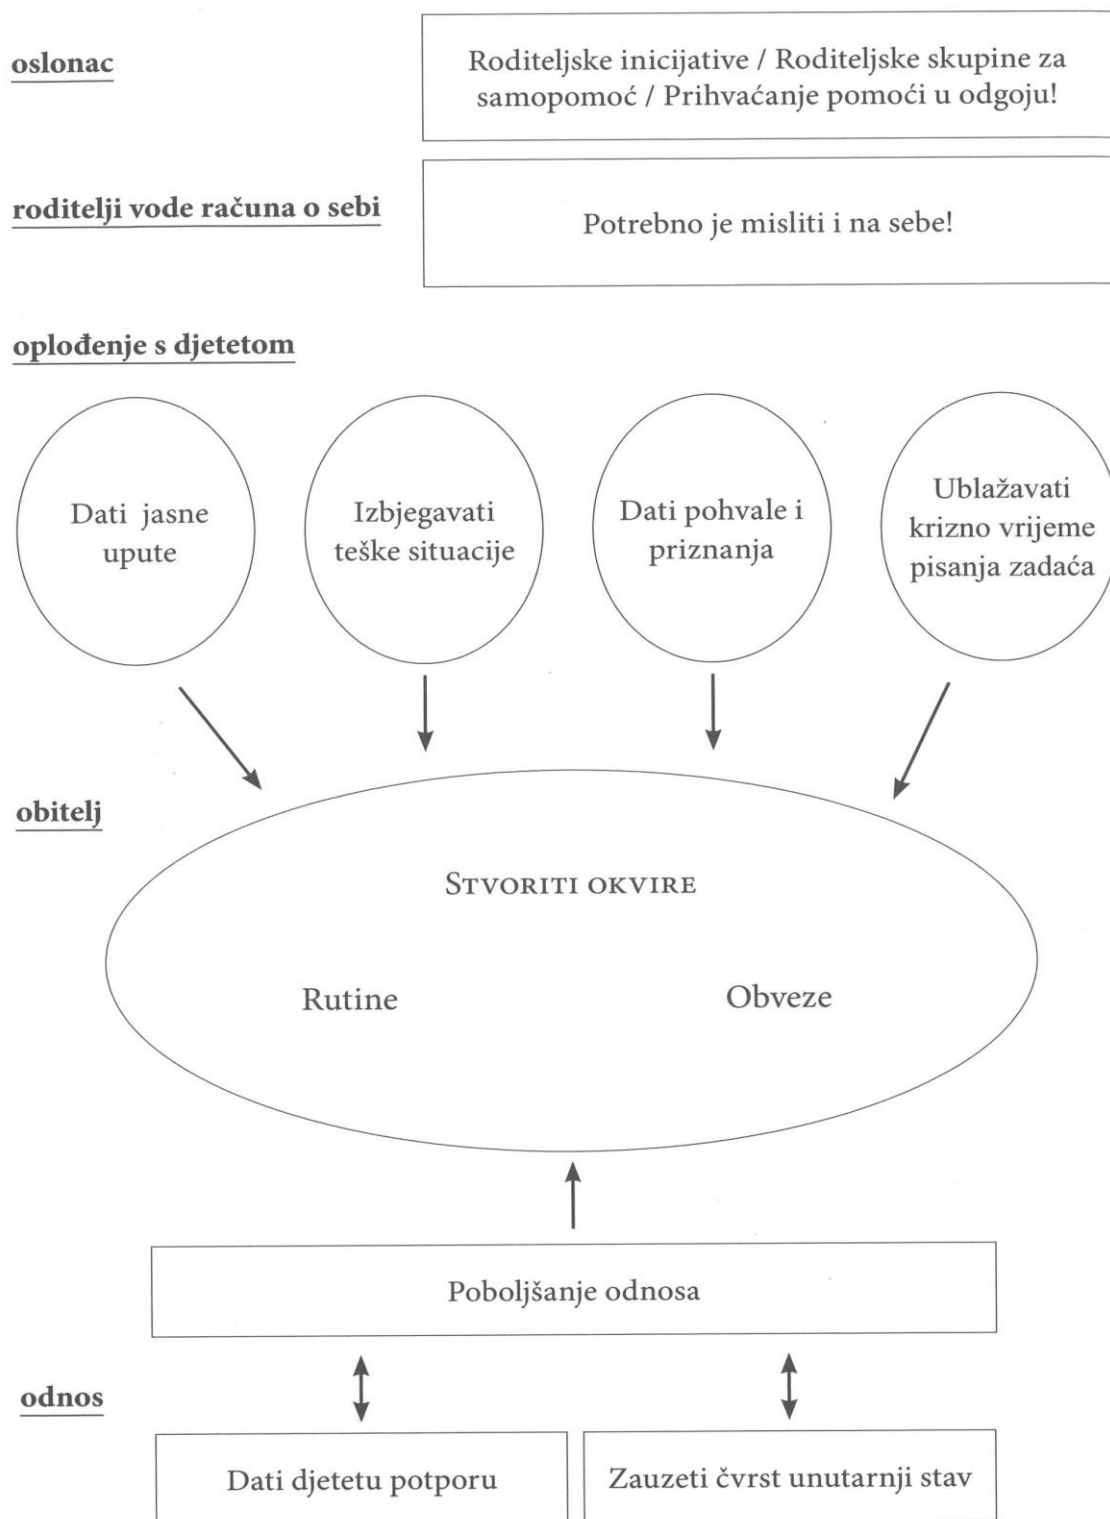 oslonac
Roditeljske inicijative / Roditeljske skupine za
samopomoć / Prihvaćanje pomoći u odgoju!
roditelji vode računa o sebi
Potrebno je misliti i na sebe!
oplođenje s djetetom
Dati jasne
upute
Izbjegavati
teške situacije
Dati pohvale i
priznanja
Ublažavati
krizno vrijeme
pisanja zadaća
obitelj
STVORITI OKVIRE
Rutine
Obveze
Poboljšanje odnosa
odnos
Dati djetetu potporu
Zauzeti čvrst unutarnji stav